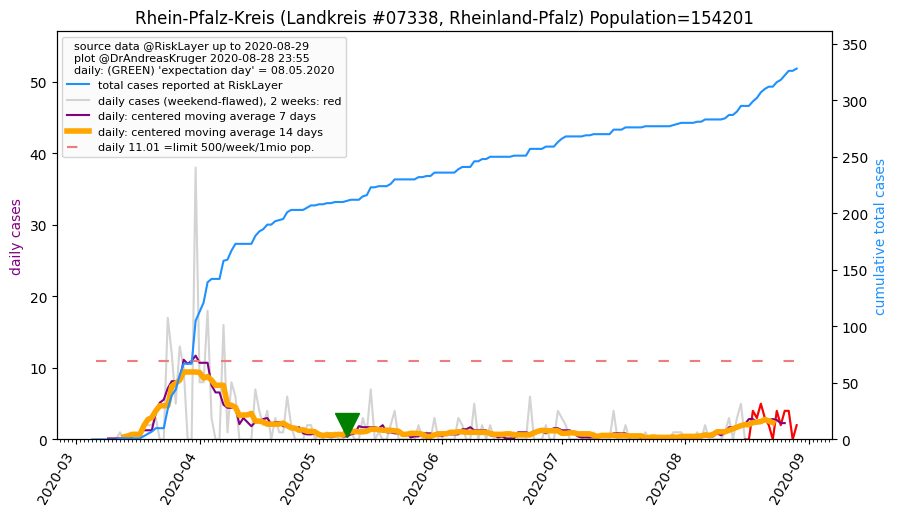 Rhein-Pfalz-Kreis (Landkreis #07338, Rheinland-Pfalz) Population=154201
source data @RiskLayer up to 2020-08-29
plot @DrAndreasKruger 2020-08-28 23:55
daily: (GREEN) 'expectation day' = 08.05.2020
total cases reported at RiskLayer
daily cases (weekend-flawed), 2 weeks: red
daily: centered moving average 7 days
daily: centered moving average 14 days
daily 11.01 =limit 500/week/1mio pop.
daily cases
50
40
30
20
10
0
350
300
250
200
150
100
50
0
cumulative total cases
2020-03
2020-04
2020-05
2020-06
2020-07
2020-08
2020-09